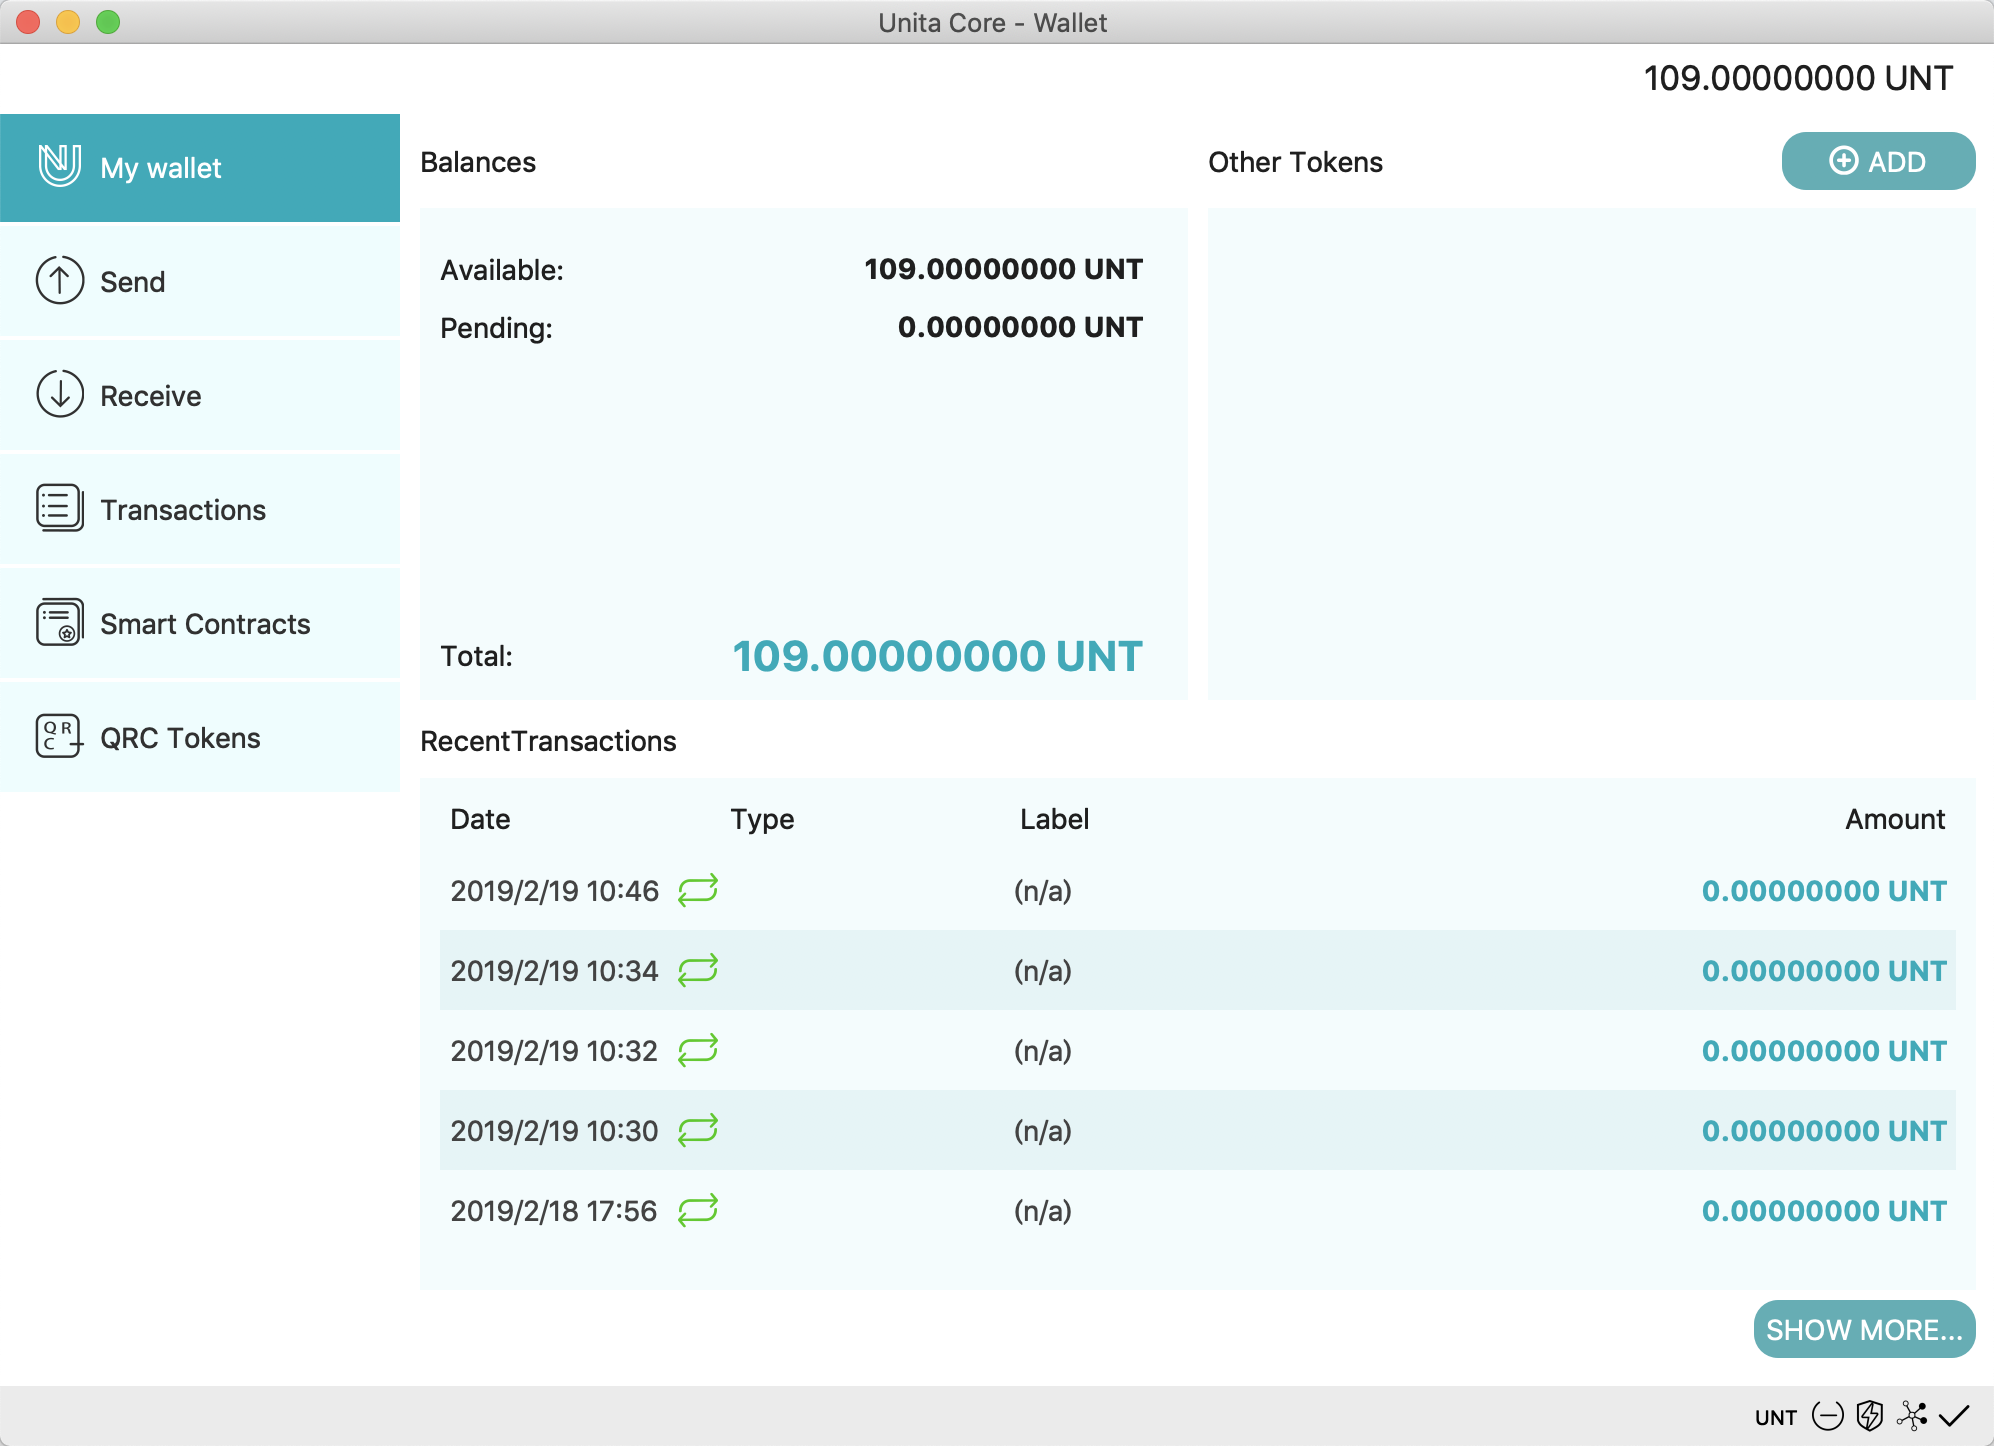 Unita Core - Wallet
109.00000000 UNT
My wallet
Send
Receive
Transactions
Smart Contracts
QRC Tokens
Balances
Available: 109.00000000 UNT
Pending: 0.00000000 UNT
Total: 109.00000000 UNT
Other Tokens
ADD
RecentTransactions
Date Type Label Amount
2019/2/19 10:46 (n/a) 0.00000000 UNT
2019/2/19 10:34 (n/a) 0.00000000 UNT
2019/2/19 10:32 (n/a) 0.00000000 UNT
2019/2/19 10:30 (n/a) 0.00000000 UNT
2019/2/18 17:56 (n/a) 0.00000000 UNT
SHOW MORE...
UNT